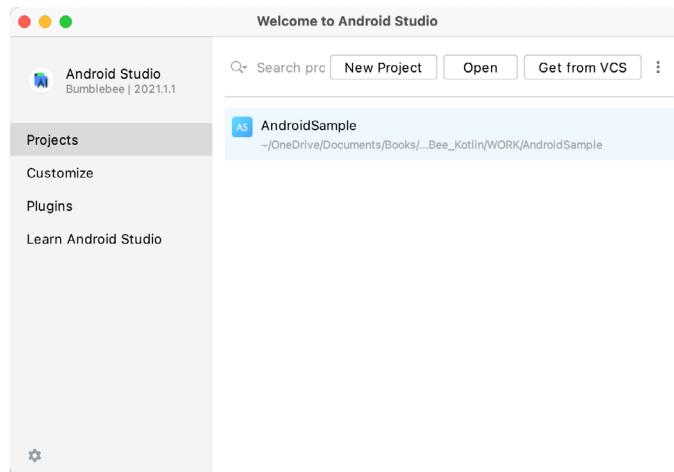 Welcome to Android Studio
Android Studio
Bumblebee | 2021.1.1
Projects
Customize
Plugins
Learn Android Studio
Search pro New Project Open Get from VCS
AS AndroidSample
~/OneDrive/Documents/Books/...Bee_Kotlin/WORK/AndroidSample